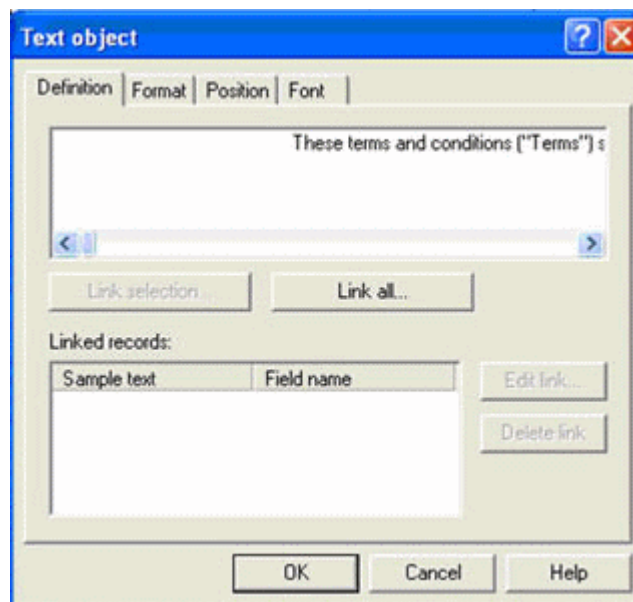 Text object
Definition Format Position Font
These terms and conditions ("Terms") s
Link selection... Link all...
Linked records:
Sample text Field name
Edit link...
Delete link
OK Cancel Help